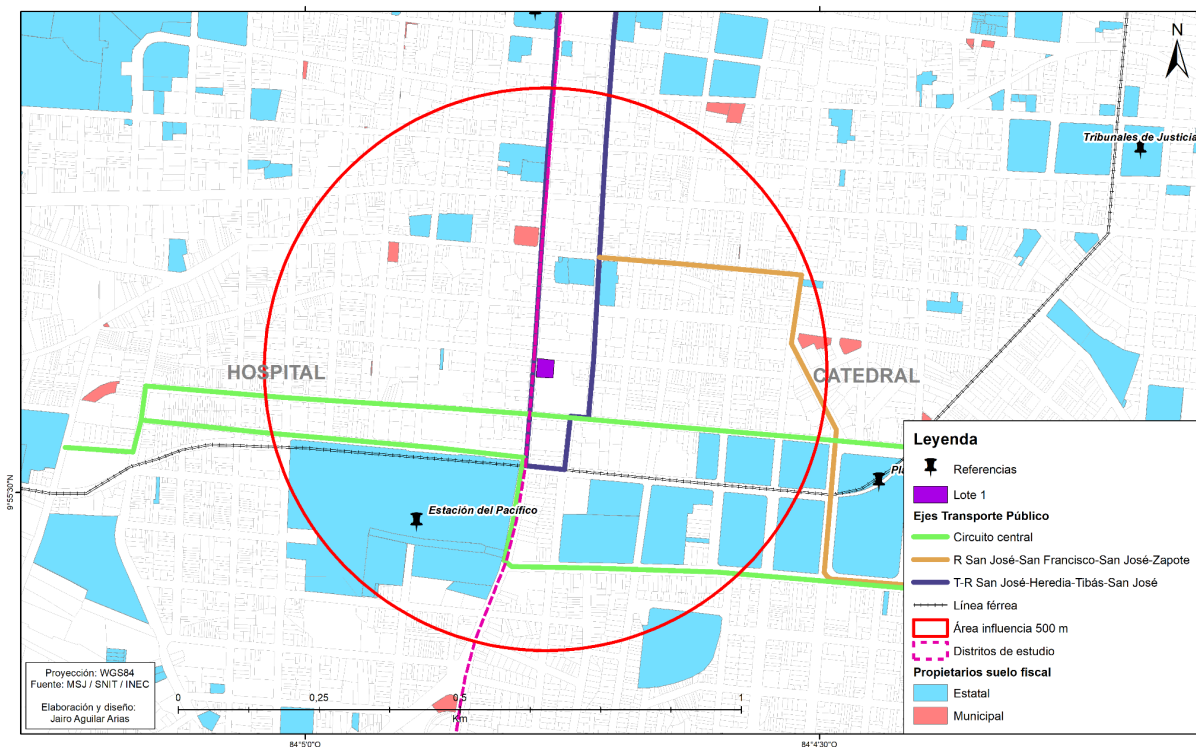 N
Tribunales de Justicia
HOSPITAL
CATEDRAL
Estación del Pacífico
9°55'30"N
Leyenda
Referencias
Lote 1
Ejes Transporte Público
Circuito central
R San José-San Francisco-San José-Zapote
T-R San José-Heredia-Tibás-San José
Línea férrea
Área influencia 500 m
Distritos de estudio
Propietarios suelo fiscal
Estatal
Municipal
Proyección: WGS84
Fuente: MSJ / SNIT / INEC
Elaboración y diseño:
Jairo Aguilar Arias
0 0,25 0,5 1
Km
84°5'0"O 84°4'30"O